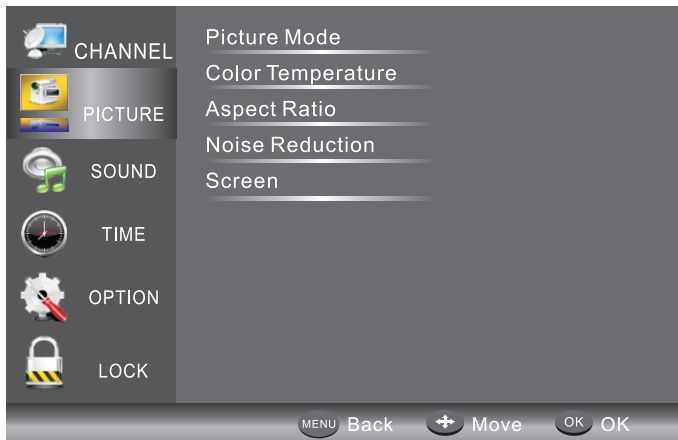 CHANNEL
PICTURE
SOUND
TIME
OPTION
LOCK
Picture Mode
Color Temperature
Aspect Ratio
Noise Reduction
Screen
MENU Back Move OK OK